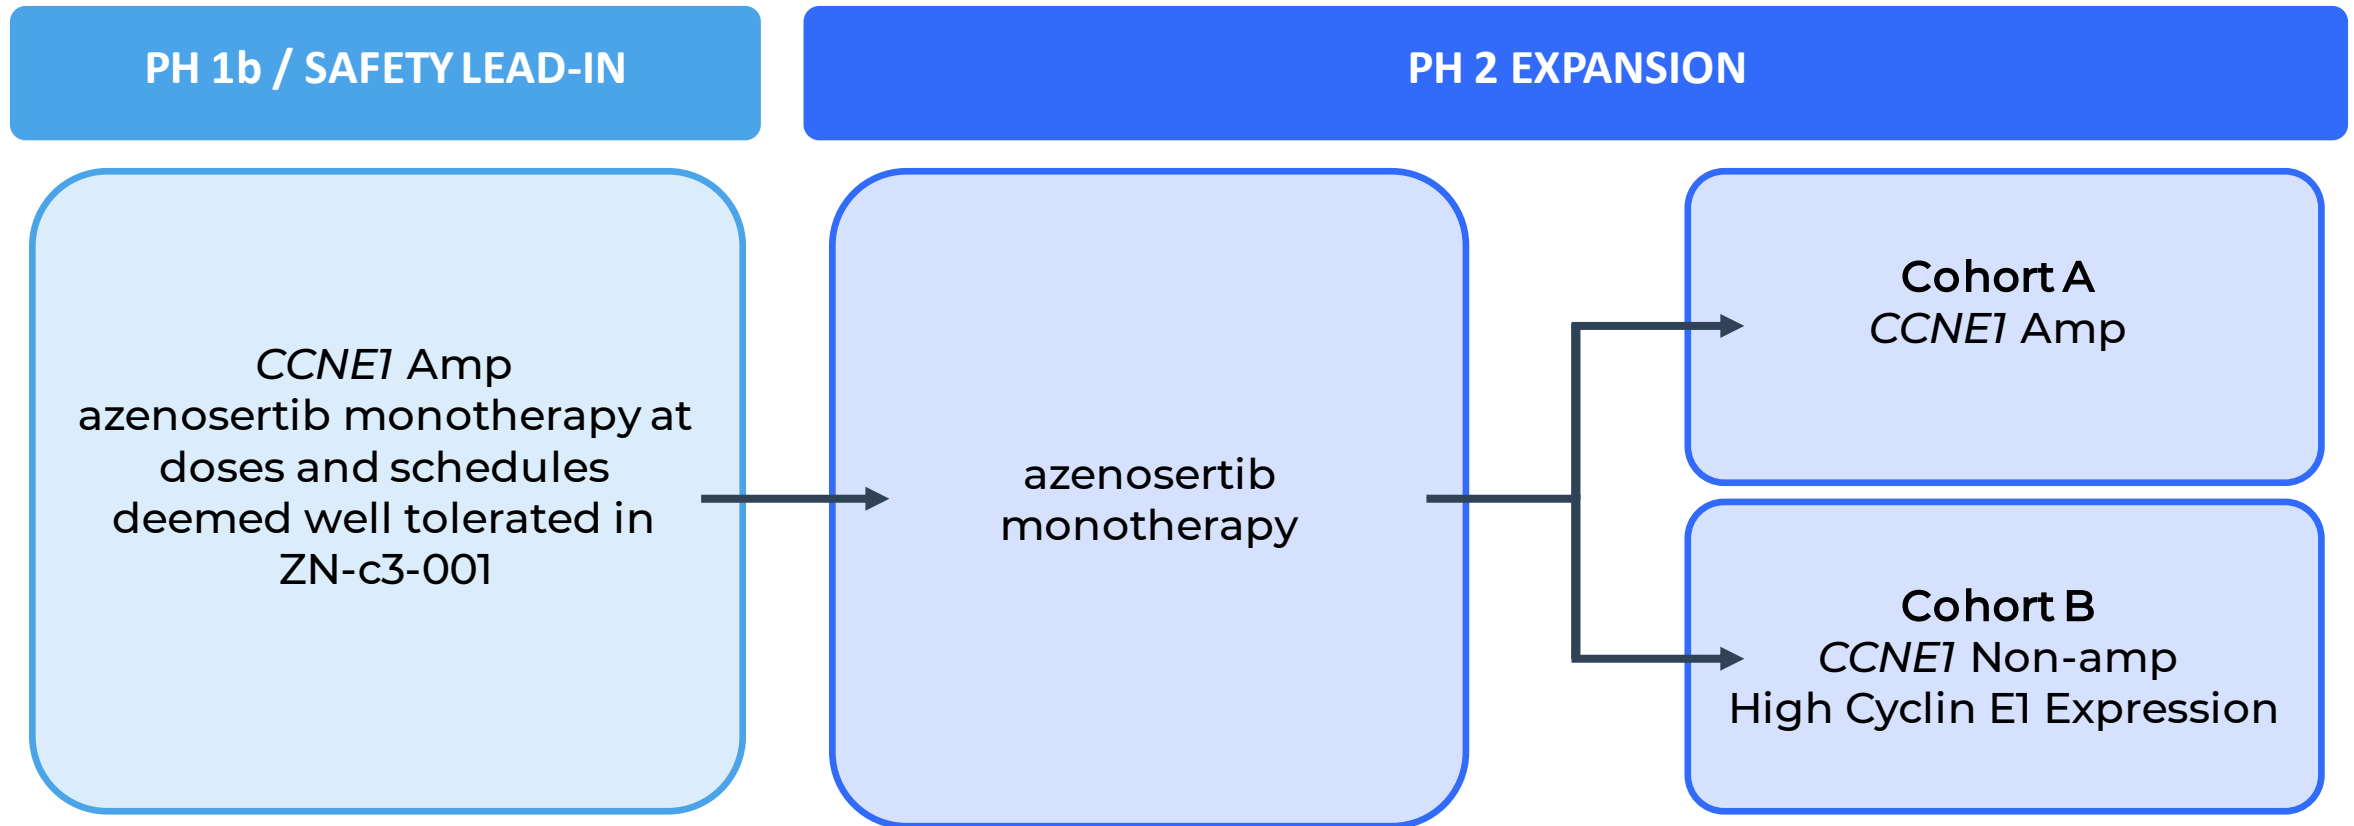 PH 1b / SAFETY LEAD-IN
PH 2 EXPANSION
CCNE1 Amp
azenosertib monotherapy at
doses and schedules
deemed well tolerated in
ZN-c3-001
azenosertib
monotherapy
Cohort A
CCNE1 Amp
Cohort B
CCNE1 Non-amp
High Cyclin E1 Expression